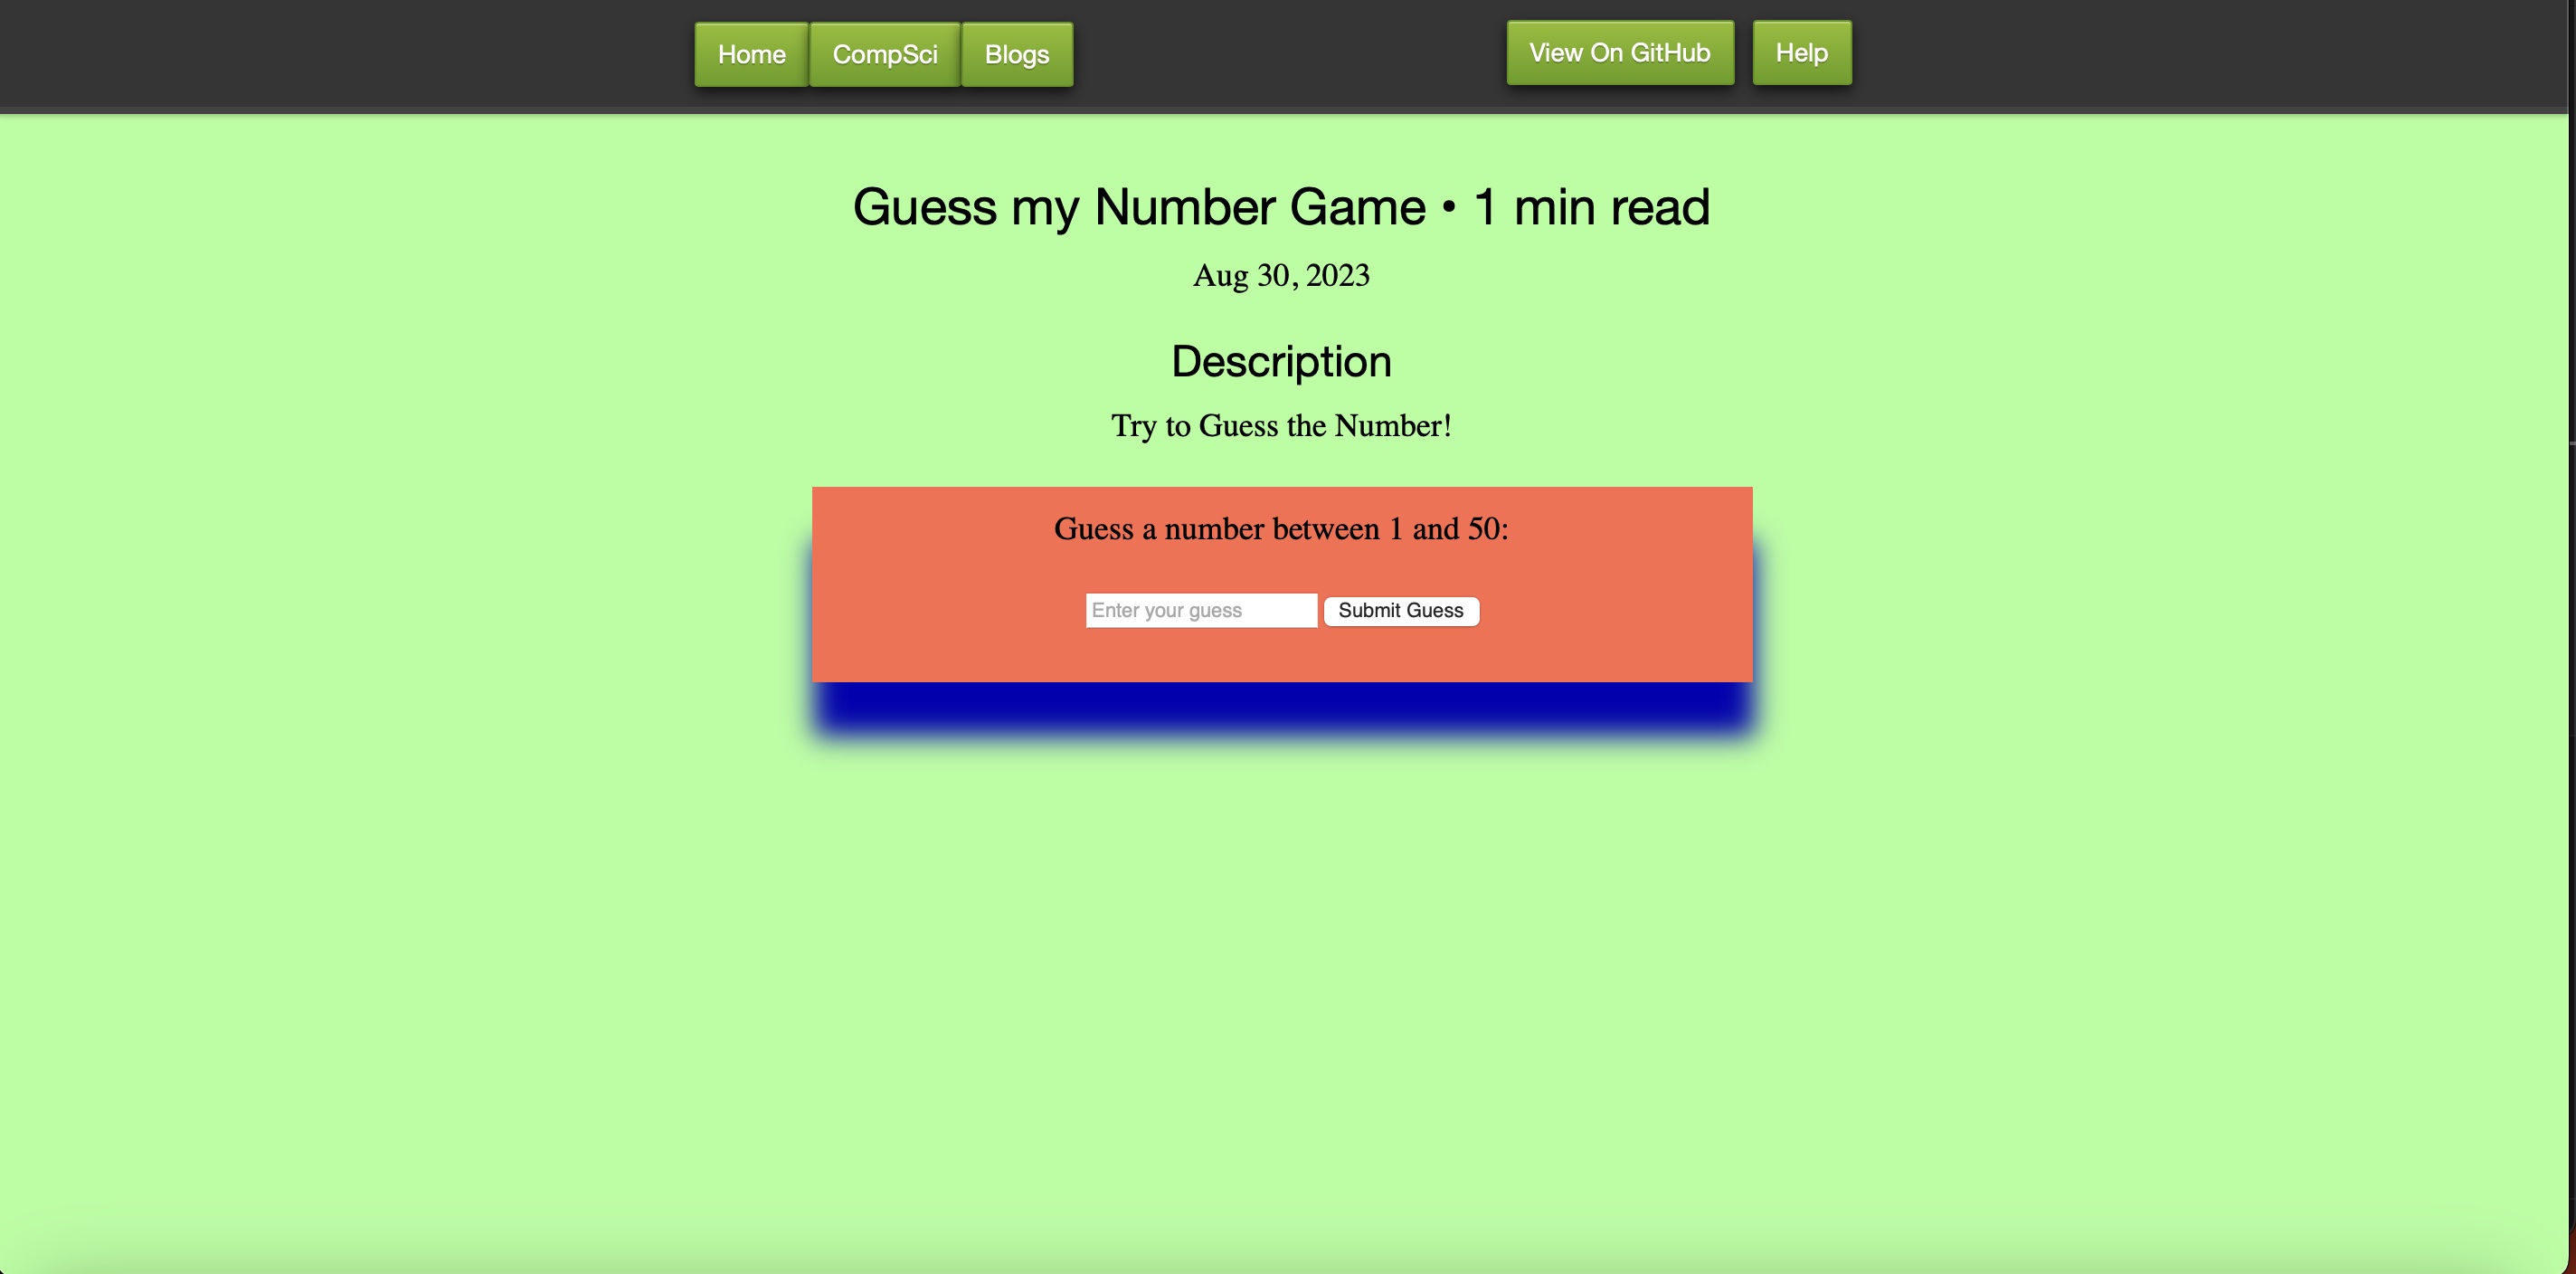 Home CompSci Blogs View On GitHub Help
Guess my Number Game • 1 min read
Aug 30, 2023
Description
Try to Guess the Number!
Guess a number between 1 and 50:
Enter your guess Submit Guess